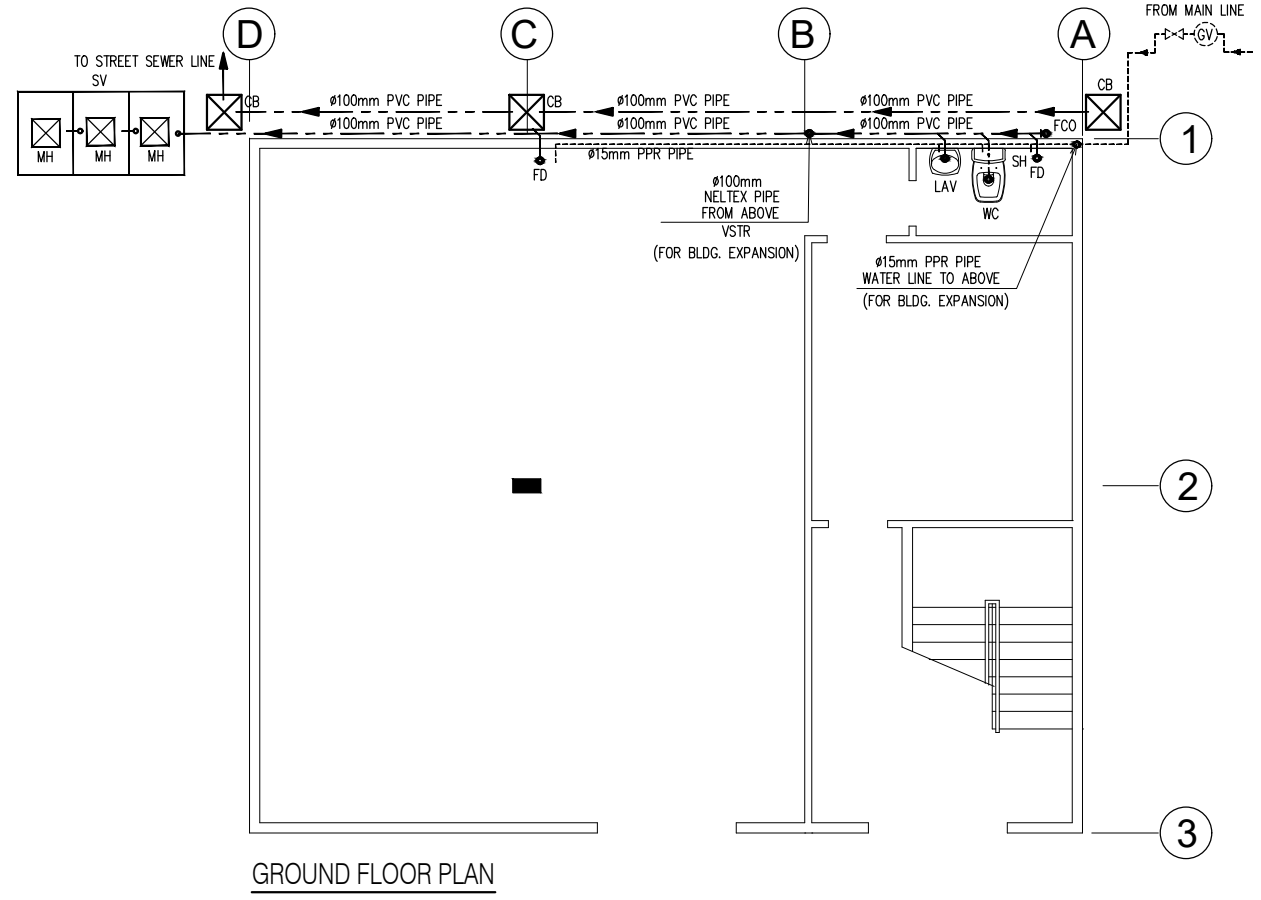 FROM MAIN LINE
D
C
B
A
GV
TO STREET SEWER LINE
SV
CB
ø100mm PVC PIPE
CB
ø100mm PVC PIPE
ø100mm PVC PIPE
CB
ø100mm PVC PIPE
ø100mm PVC PIPE
ø100mm PVC PIPE
FCO
1
MH
MH
MH
ø15mm PPR PIPE
FD
LAV
WC
SH
FD
ø100mm
NELTEX PIPE
FROM ABOVE
VSTR
(FOR BLDG. EXPANSION)
ø15mm PPR PIPE
WATER LINE TO ABOVE
(FOR BLDG. EXPANSION)
2
3
GROUND FLOOR PLAN